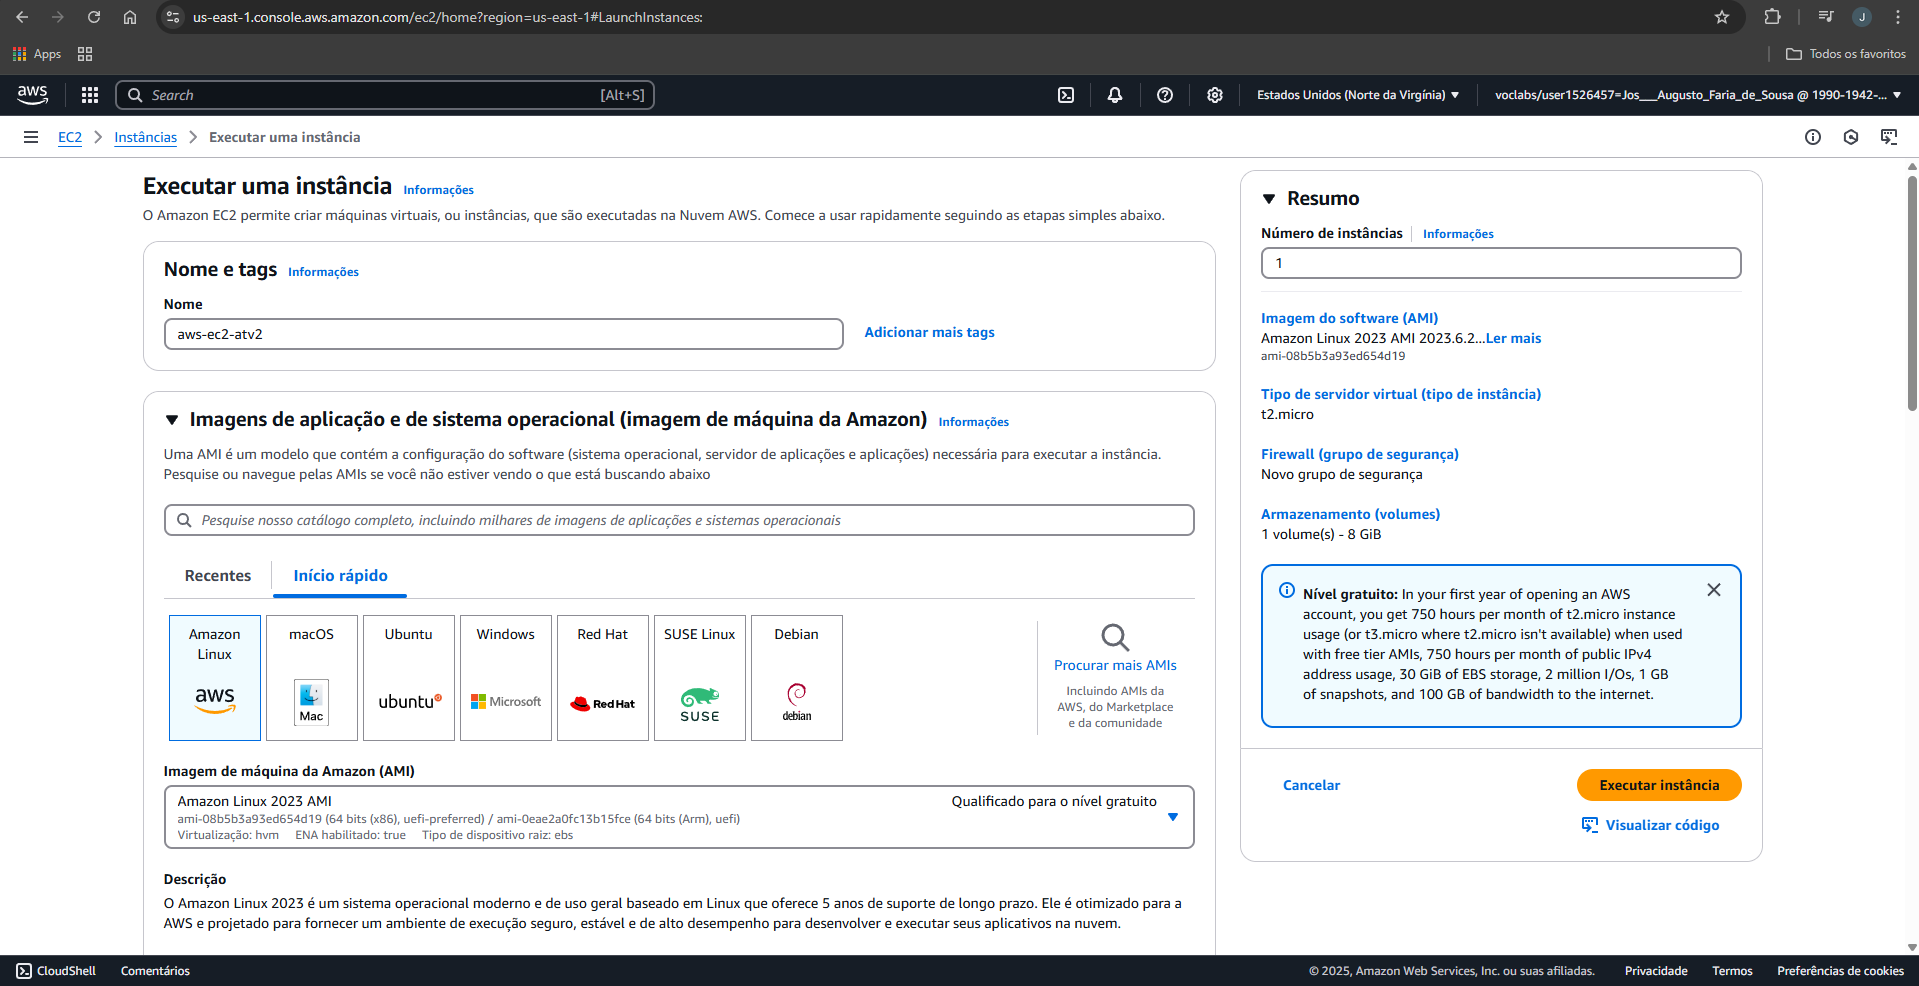 us-east-1.console.aws.amazon.com/ec2/home?region=us-east-1#LaunchInstances:
J
Apps
Todos os favoritos
aws
Search
[Alt+S]
Estados Unidos (Norte da Virgínia)
voclabs/user1526457=Jos___Augusto_Faria_de_Sousa @ 1990-1942-...
EC2
Instâncias
Executar uma instância
Executar uma instância
Informações
O Amazon EC2 permite criar máquinas virtuais, ou instâncias, que são executadas na Nuvem AWS. Comece a usar rapidamente seguindo as etapas simples abaixo.
Nome e tags
Informações
Nome
aws-ec2-atv2
Adicionar mais tags
Imagens de aplicação e de sistema operacional (imagem de máquina da Amazon)
Informações
Uma AMI é um modelo que contém a configuração do software (sistema operacional, servidor de aplicações e aplicações) necessária para executar a instância.
Pesquise ou navegue pelas AMIs se você não estiver vendo o que está buscando abaixo
Pesquise nosso catálogo completo, incluindo milhares de imagens de aplicações e sistemas operacionais
Recentes
Início rápido
Amazon
Linux
aws
macOS
Mac
Ubuntu
ubuntu
Windows
Microsoft
Red Hat
Red Hat
SUSE Linux
SUSE
Debian
debian
Procurar mais AMIs
Incluindo AMIs da
AWS, do Marketplace
e da comunidade
Imagem de máquina da Amazon (AMI)
Amazon Linux 2023 AMI
Qualificado para o nível gratuito
ami-08b5b3a93ed654d19 (64 bits (x86), uefi-preferred) / ami-0eae2a0fc13b15fce (64 bits (Arm), uefi)
Virtualização: hvm
ENA habilitado: true
Tipo de dispositivo raiz: ebs
Descrição
O Amazon Linux 2023 é um sistema operacional moderno e de uso geral baseado em Linux que oferece 5 anos de suporte de longo prazo. Ele é otimizado para a
AWS e projetado para fornecer um ambiente de execução seguro, estável e de alto desempenho para desenvolver e executar seus aplicativos na nuvem.
Resumo
Número de instâncias
Informações
1
Imagem do software (AMI)
Amazon Linux 2023 AMI 2023.6.2...Ler mais
ami-08b5b3a93ed654d19
Tipo de servidor virtual (tipo de instância)
t2.micro
Firewall (grupo de segurança)
Novo grupo de segurança
Armazenamento (volumes)
1 volume(s) - 8 GiB
Nível gratuito: In your first year of opening an AWS
account, you get 750 hours per month of t2.micro instance
usage (or t3.micro where t2.micro isn't available) when used
with free tier AMIs, 750 hours per month of public IPv4
address usage, 30 GiB of EBS storage, 2 million I/Os, 1 GB
of snapshots, and 100 GB of bandwidth to the internet.
Cancelar
Executar instância
Visualizar código
CloudShell
Comentários
© 2025, Amazon Web Services, Inc. ou suas afiliadas.
Privacidade
Termos
Preferências de cookies